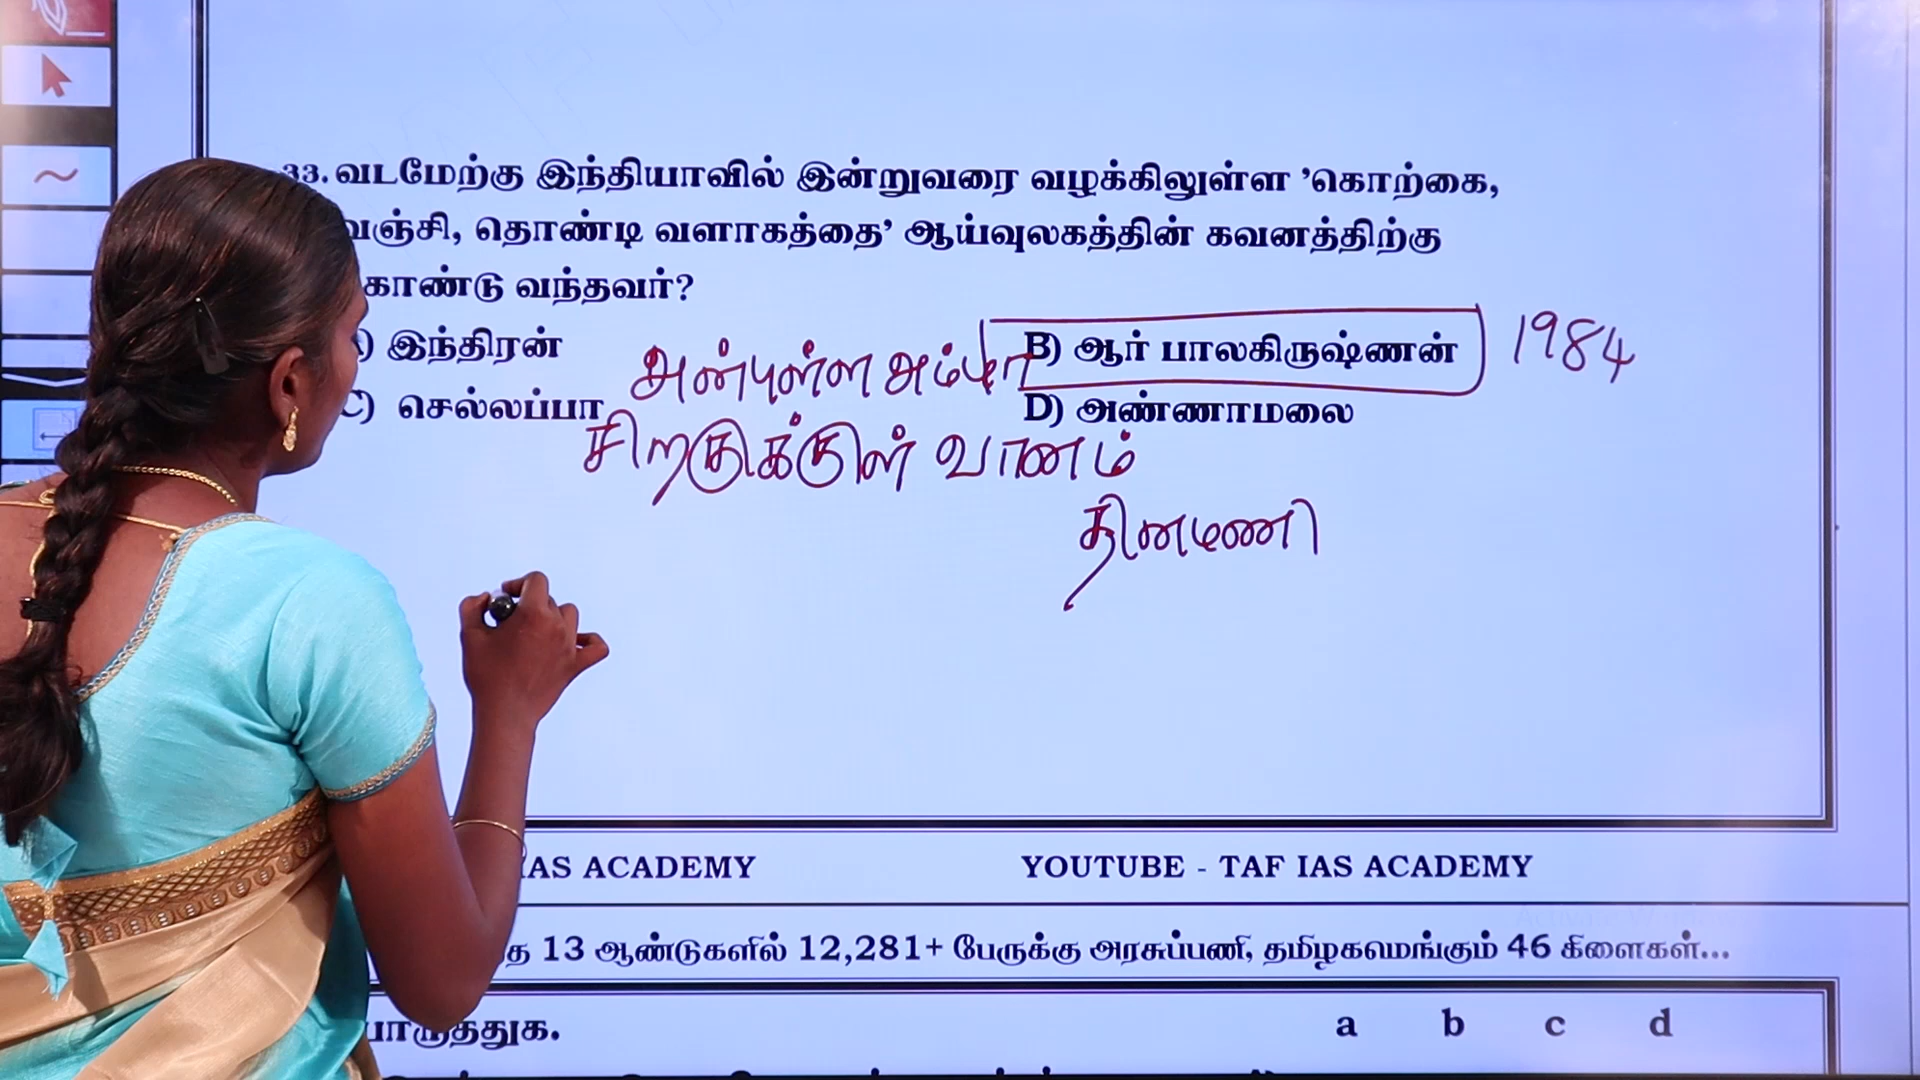 33. வடமேற்கு இந்தியாவில் இன்றுவரை வழக்கிலுள்ள 'கொற்கை,
வஞ்சி, தொண்டி வளாகத்தை' ஆய்வுலகத்தின் கவனத்திற்கு
காண்டு வந்தவர்?
) இந்திரன்
B) ஆர் பாலகிருஷ்ணன்
1984
அன்புள்ள அம்மா
C) செல்லப்பா
D) அண்ணாமலை
சிறகுக்குள் வானம்
தினமணி
IAS ACADEMY
YOUTUBE - TAF IAS ACADEMY
த 13 ஆண்டுகளில் 12,281+ பேருக்கு அரசுப்பணி, தமிழகமெங்கும் 46 கிளைகள்...
பொருத்துக.
a b c d